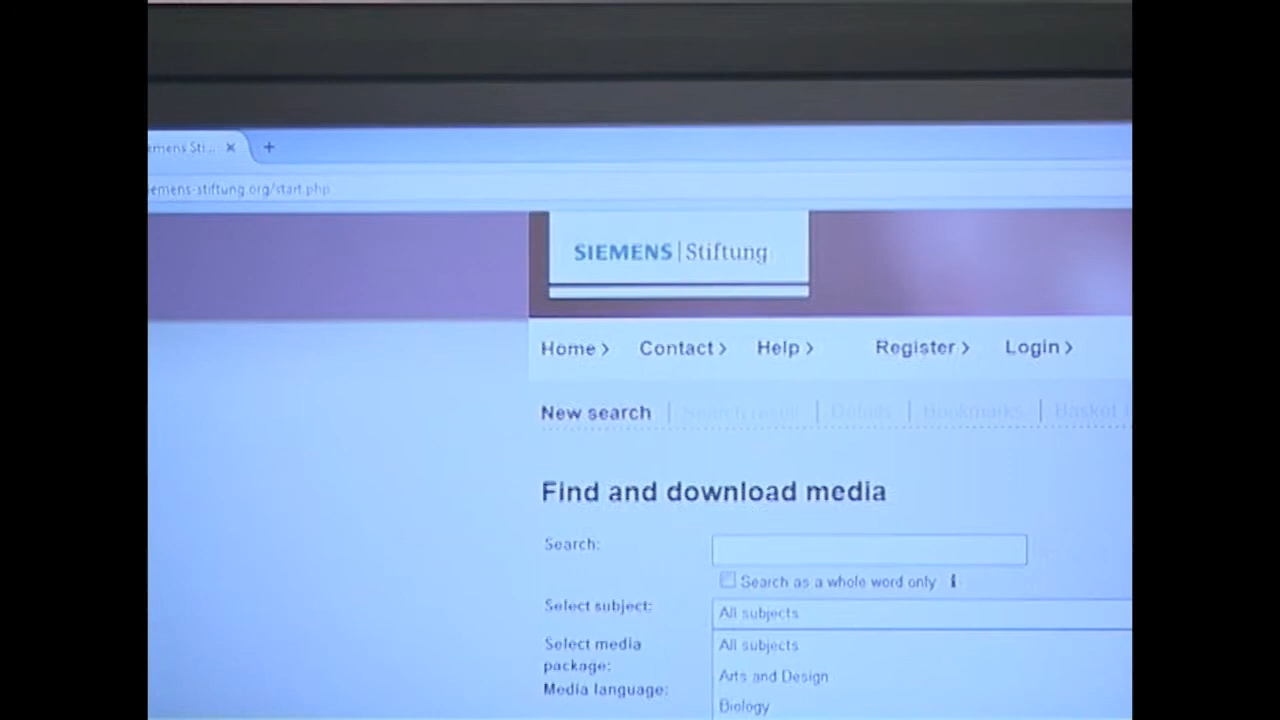 emens Sti... × +
emens-stiftung.org/start.php
SIEMENS | Stiftung
Home > Contact > Help > Register > Login >
New search | Search result | Details | Bookmarks | Basket
Find and download media
Search:
Search as a whole word only i
Select subject: All subjects
Select media All subjects
package: Arts and Design
Media language: Biology